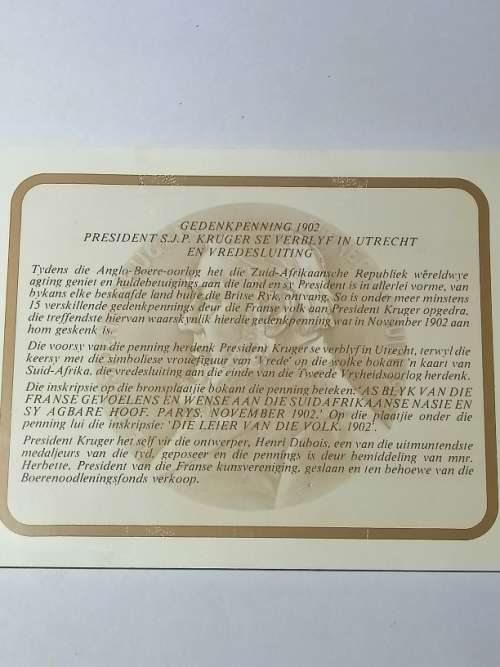 GEDENKPENNING 1902
PRESIDENT S.J.P. KRUGER SE VERBLYF IN UTRECHT
EN VREDESLUITING
Tydens die Anglo-Boere-oorlog het die Zuid-Afrikaansche Republiek wêreldwye
agting geniet en huldebetuigings aan die land en sy President is in allerlei vorme, van
bykans elke beskaafde land buite die Britse Ryk, ontvang. So is onder meer minstens
15 verskillende gedenkpennings deur die Franse volk aan President Kruger opgedra,
die treffendste hiervan waarskynlik hierdie gedenkpenning wat in November 1902 aan
hom geskenk is.
Die voorsy van die penning herdenk President Kruger se verblyf in Utrecht, terwyl die
keersy met die simboliese vrouefiguur van 'Vrede' op die wolke bokant 'n kaart van
Suid-Afrika, die vredesluiting aan die einde van die Tweede Vryheidsoorlog herdenk.
Die inskripsie op die bronsplaatjie bokant die penning beteken: 'AS BLYK VAN DIE
FRANSE GEVOELENS EN WENSE AAN DIE SUIDAFRIKAANSE NASIE EN
SY AGBARE HOOF. PARYS, NOVEMBER 1902.' Op die plaatjie onder die
penning lui die inskripsie: 'DIE LEIER VAN DIE VOLK. 1902'.
President Kruger het self vir die ontwerper, Henri Dubois, een van die uitmuntendste
medaljeurs van die tyd, geposeer en die pennings is deur bemiddeling van mnr.
Herbette, President van die Franse kunsvereniging, geslaan en ten behoewe van die
Boerenoodleningsfonds verkoop.